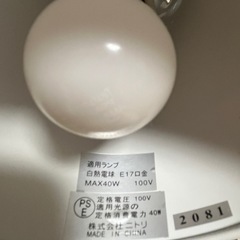 適用ランプ
白熱電球 E17口金
MAX40W 100V
PSE
定格電圧 100V
適用光源の
定格消費電力 40W
株式会社ニトリ
MADE IN CHINA
2081